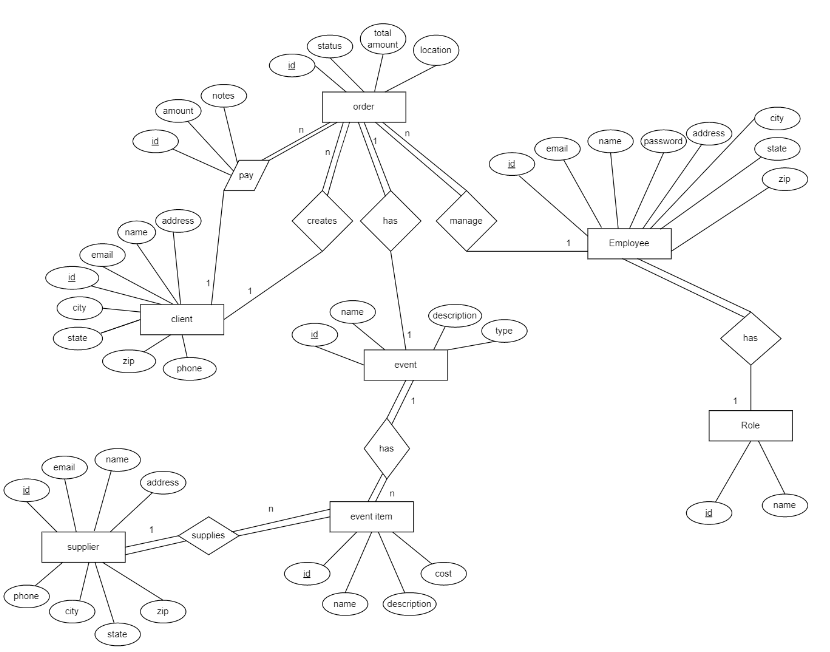 total
amount
status
location
id
order
notes
amount
id
n
n
1
n
pay
city
address
password
name
email
state
id
zip
creates
has
manage
Employee
1
address
name
email
id
city
state
client
zip
phone
1
1
name
description
type
id
1
event
1
has
n
has
1
Role
id
name
name
email
address
id
supplier
1
supplies
n
event item
phone
city
state
zip
id
name
description
cost